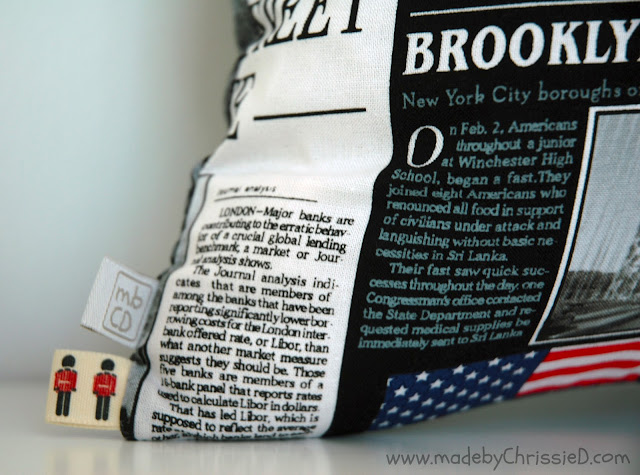 BROOKLY
New York City boroughs
On Feb. 2, Americans
throughout a junior
at Winchester High
School, began a fast. They
joined eight Americans who
renounced all food in support
of civilians under attack and
languishing without basic ne-
cessities in Sri Lanka.
Their fast saw quick suc-
cesses throughout the day. one
Congressman's office contacted
the State Department and re-
quested medical supplies be
immediately sent to Sri Lanka
Journal analysis
LONDON—Major banks are
contributing to the erratic behav-
ior of a crucial global lending
benchmark, a market or Jour-
nal analysis shows.
The Journal analysis indi-
cates that are members of
among the banks that have been
reporting significantly lower bor-
rowing costs for the London inter-
bank offered rate, or Libor, than
what another market measure
suggests they should be. Those
five banks are members of a
16-bank panel that reports rates
used to calculate Libor in dollars.
That has led Libor, which is
supposed to reflect the average
mb
CD
www.madebyChrissieD.com